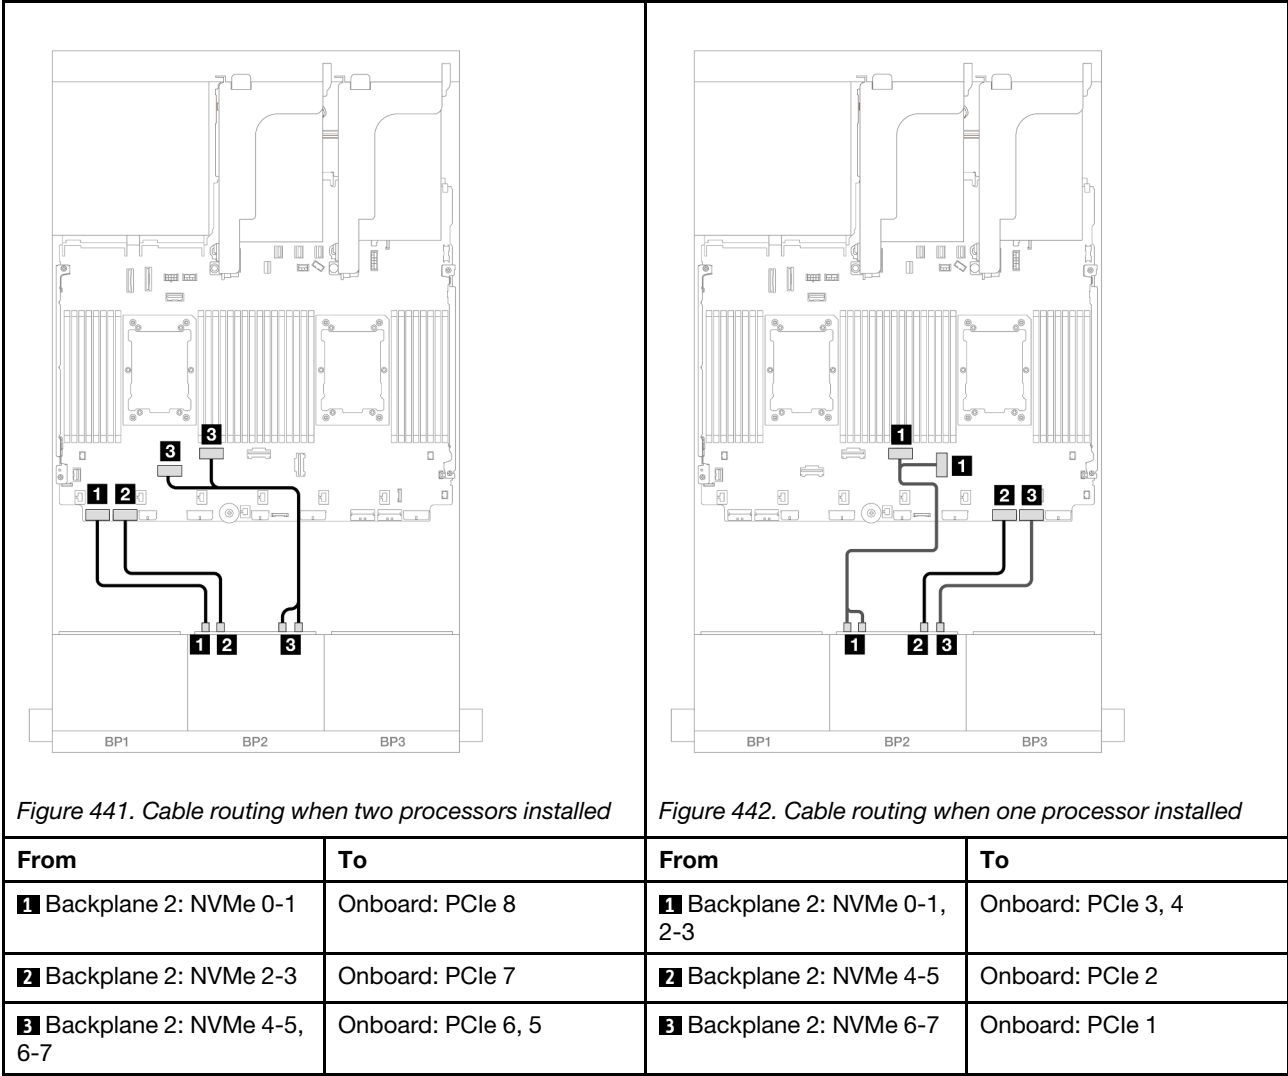 3
3
1 2
1 2 3
BP1 BP2 BP3
Figure 441. Cable routing when two processors installed
1
1
2 3
1 2 3
BP1 BP2 BP3
Figure 442. Cable routing when one processor installed
From To From To
1 Backplane 2: NVMe 0-1 Onboard: PCIe 8 1 Backplane 2: NVMe 0-1, Onboard: PCIe 3, 4
2-3
2 Backplane 2: NVMe 2-3 Onboard: PCIe 7 2 Backplane 2: NVMe 4-5 Onboard: PCIe 2
3 Backplane 2: NVMe 4-5, Onboard: PCIe 6, 5 3 Backplane 2: NVMe 6-7 Onboard: PCIe 1
6-7